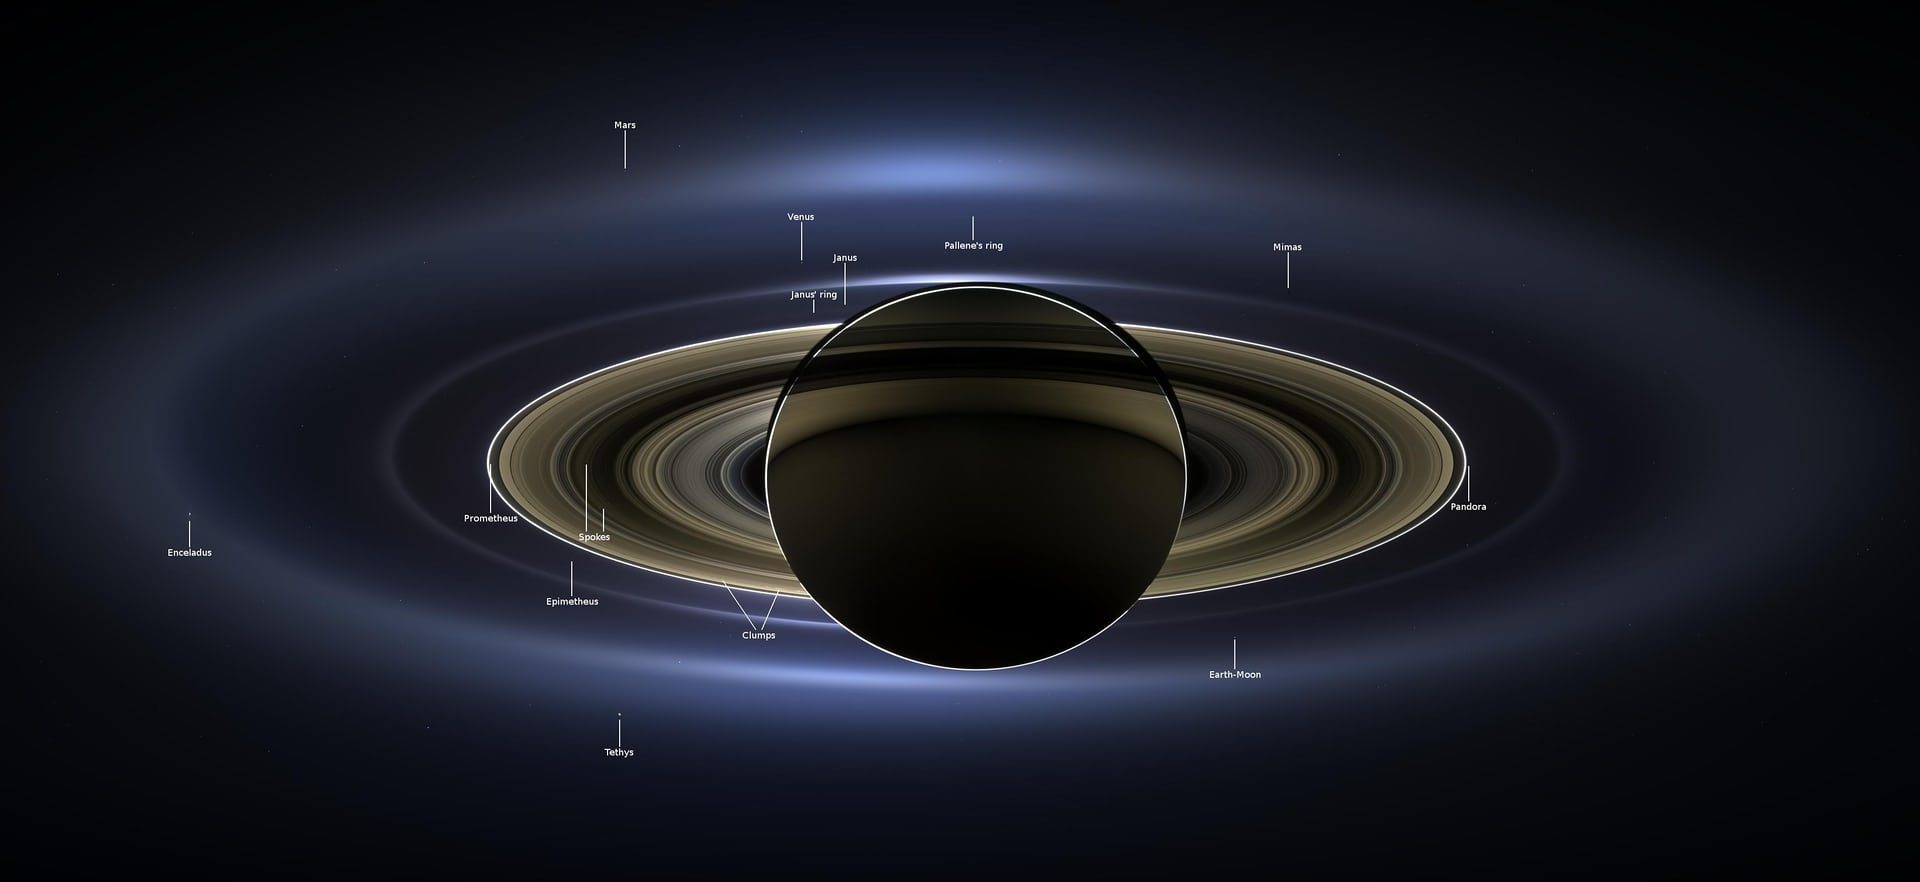 Mars
Venus
Pallene's ring
Mimas
Janus
Janus' ring
Pandora
Prometheus
Spokes
Enceladus
Epimetheus
Clumps
Earth-Moon
Tethys